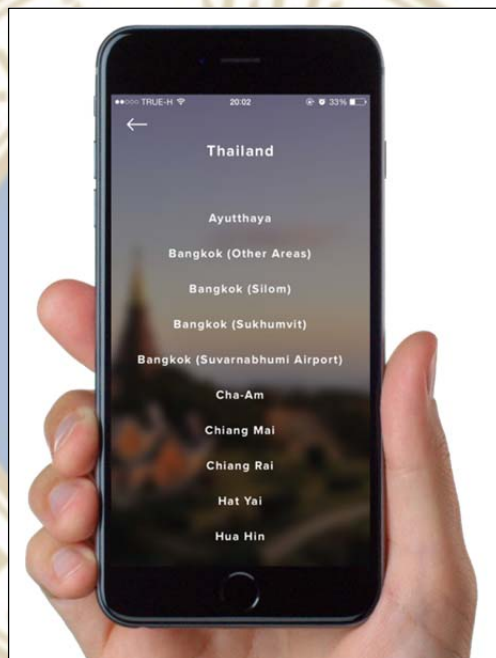 TRUE-H 20:02 33%
Thailand
Ayutthaya
Bangkok (Other Areas)
Bangkok (Silom)
Bangkok (Sukhumvit)
Bangkok (Suvarnabhumi Airport)
Cha-Am
Chiang Mai
Chiang Rai
Hat Yai
Hua Hin